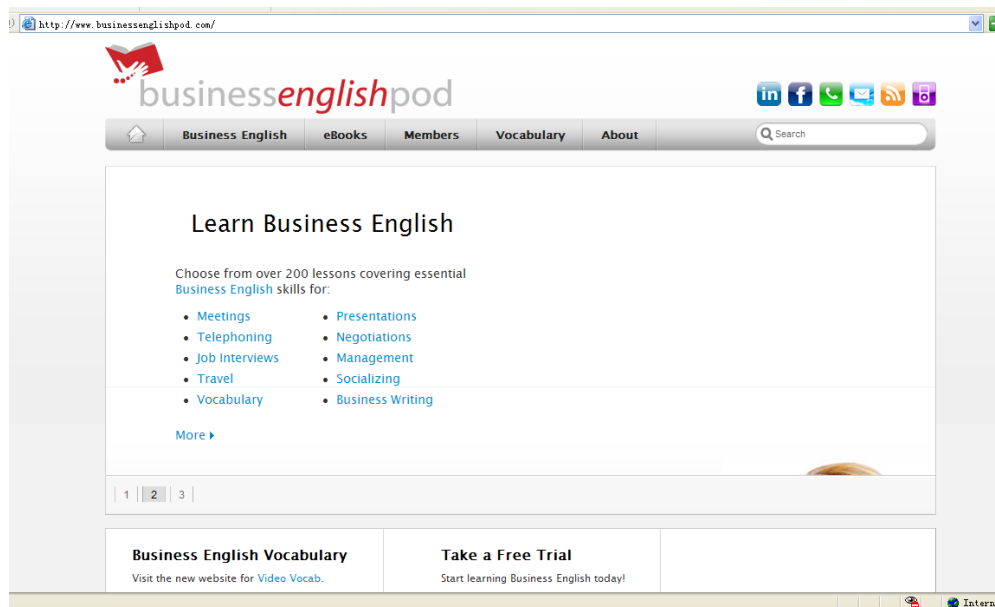 http://www.businessenglishpod.com/
businessenglishpod
in f
Business English eBooks Members Vocabulary About Search
Learn Business English
Choose from over 200 lessons covering essential
Business English skills for:
Meetings
Telephoning
Job Interviews
Travel
Vocabulary
Presentations
Negotiations
Management
Socializing
Business Writing
More
1 2 3
Business English Vocabulary
Visit the new website for Video Vocab.
Take a Free Trial
Start learning Business English today!
Intern